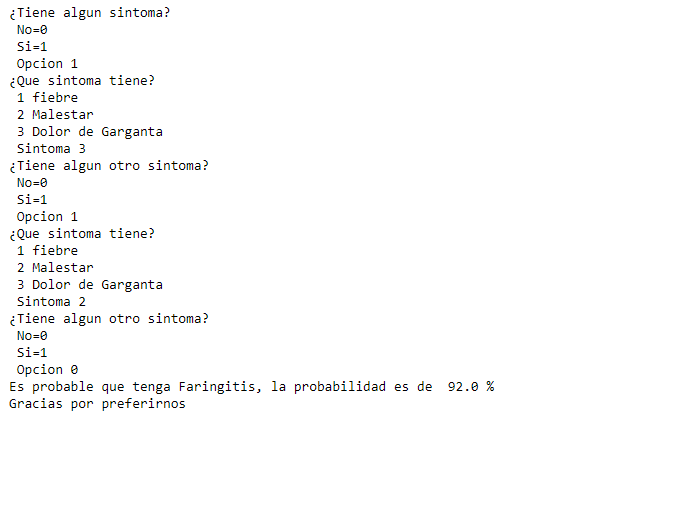 ¿Tiene algun sintoma?
No=0
Si=1
Opcion 1
¿Que sintoma tiene?
1 fiebre
2 Malestar
3 Dolor de Garganta
Sintoma 3
¿Tiene algun otro sintoma?
No=0
Si=1
Opcion 1
¿Que sintoma tiene?
1 fiebre
2 Malestar
3 Dolor de Garganta
Sintoma 2
¿Tiene algun otro sintoma?
No=0
Si=1
Opcion 0
Es probable que tenga Faringitis, la probabilidad es de  92.0 %
Gracias por preferirnos